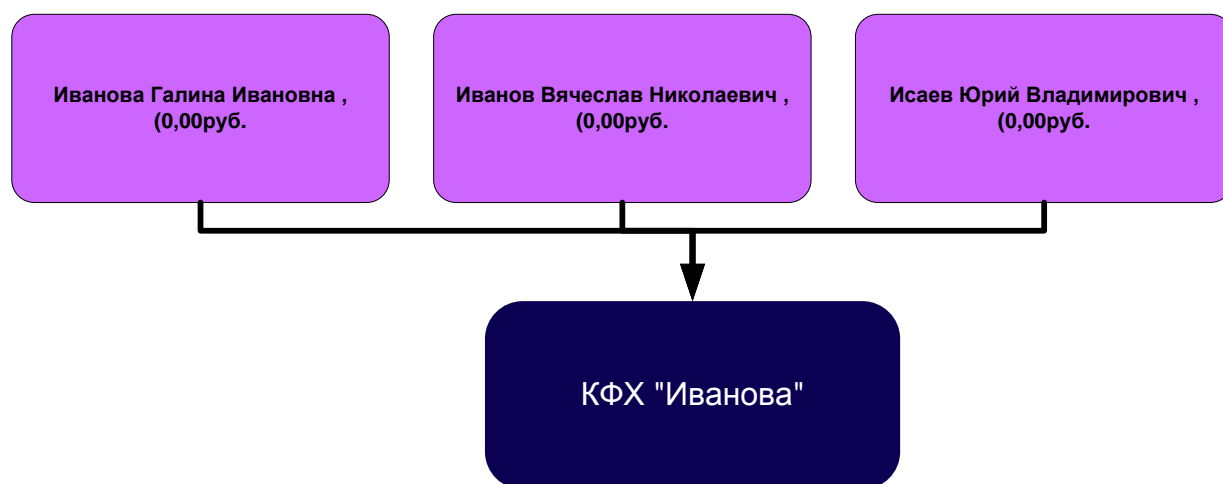 Иванова Галина Ивановна ,
(0,00руб.
Иванов Вячеслав Николаевич ,
(0,00руб.
Исаев Юрий Владимирович ,
(0,00руб.
КФХ "Иванова"